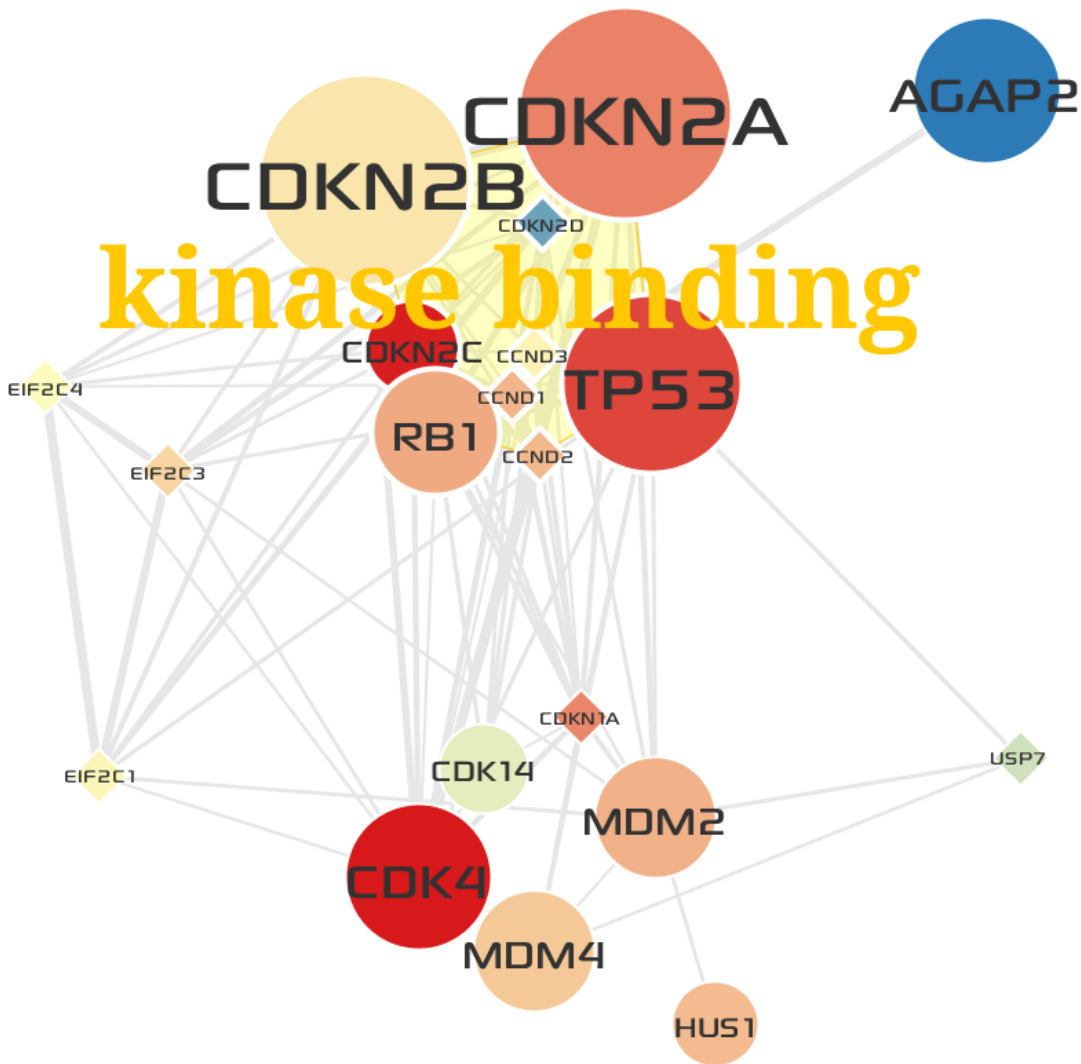 AGAP2
CDKN2A
CDKN2B
CDKN2D
kinase binding
CDKN2C
CCND3
EIF2C4
TP53
CCND1
RB1
CCND2
EIF2C3
CDKN1A
USP7
CDK14
EIF2C1
MDM2
CDK4
MDM4
HUS1